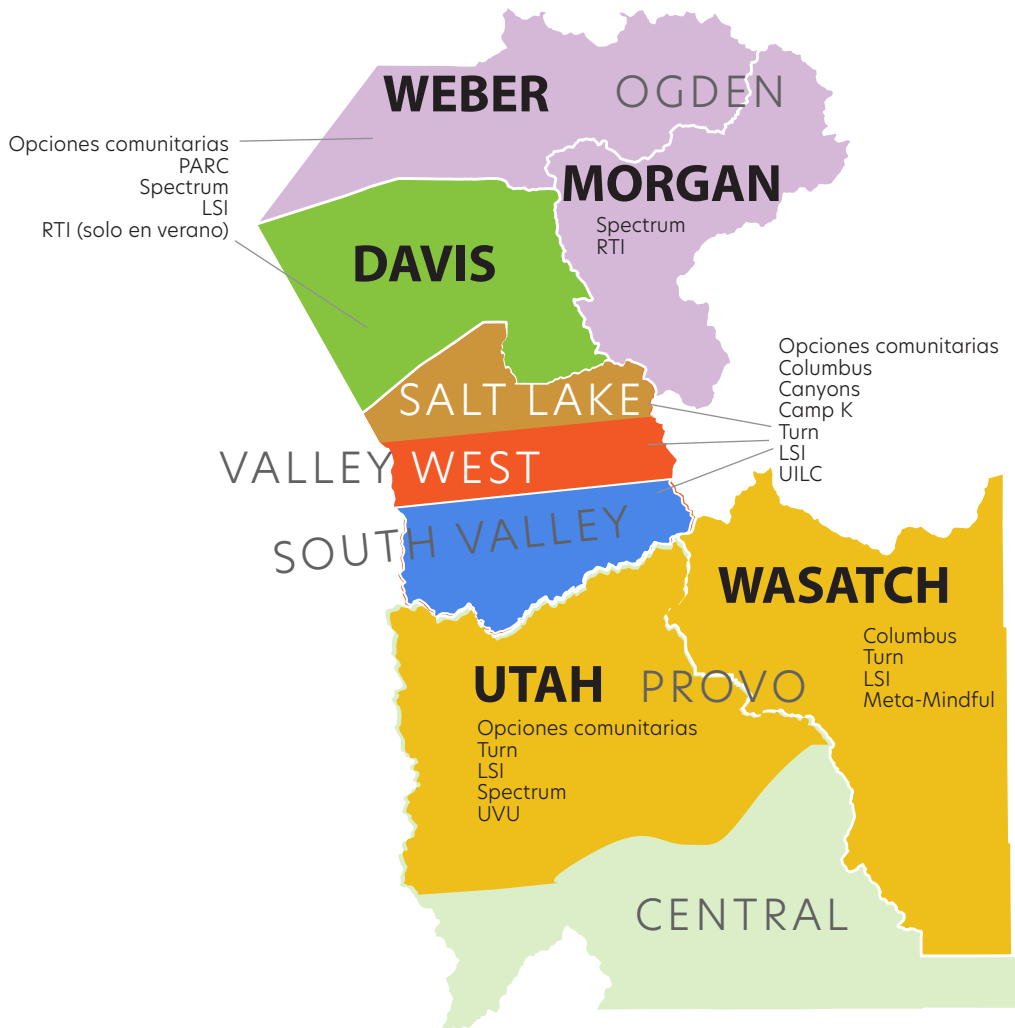 WEBER
OGDEN
Opciones comunitarias
PARC
Spectrum
LSI
RTI (solo en verano)
MORGAN
Spectrum
RTI
DAVIS
Opciones comunitarias
Columbus
Canyons
Camp K
Turn
LSI
UILC
SALT LAKE
VALLEY WEST
SOUTH VALLEY
WASATCH
Columbus
Turn
LSI
Meta-Mindful
UTAH
PROVO
Opciones comunitarias
Turn
LSI
Spectrum
UVU
CENTRAL